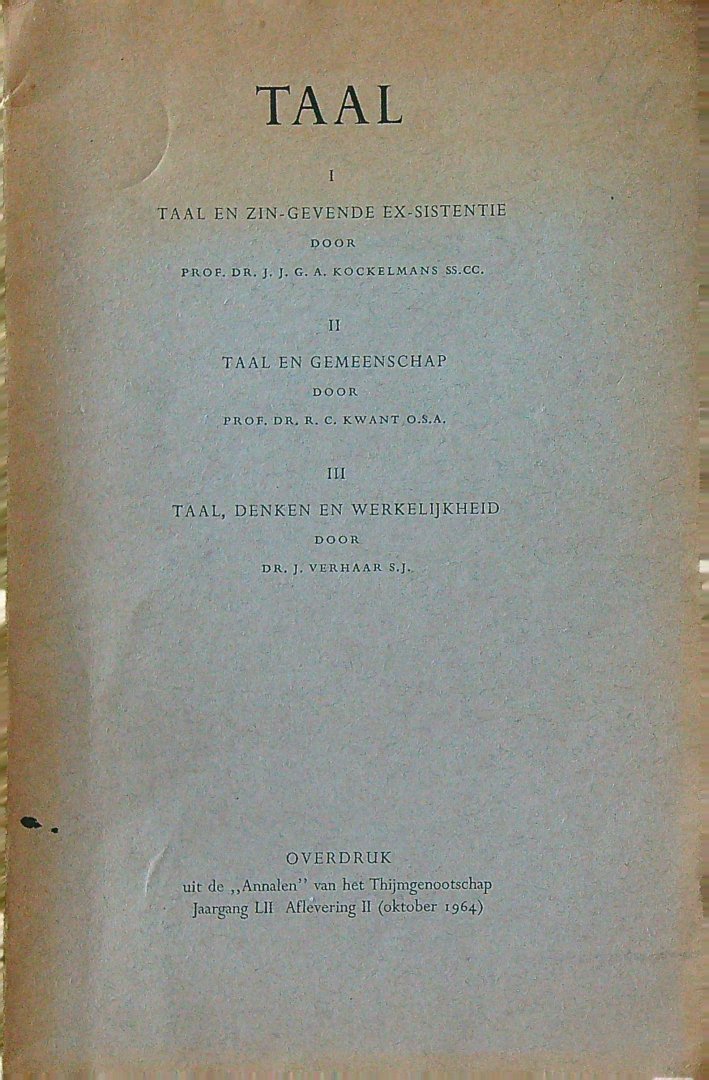 TAAL
I
TAAL EN ZIN-GEVENDE EX-SISTENTIE
DOOR
PROF. DR. J. J. G. A. KOCKELMANS SS.CC.
II
TAAL EN GEMEENSCHAP
DOOR
PROF. DR. R. C. KWANT O.S.A.
III
TAAL, DENKEN EN WERKELIJKHEID
DOOR
DR. J. VERHAAR S.J.
OVERDRUK
uit de „Annalen” van het Thijmgenootschap
Jaargang LII Aflevering II (oktober 1964)